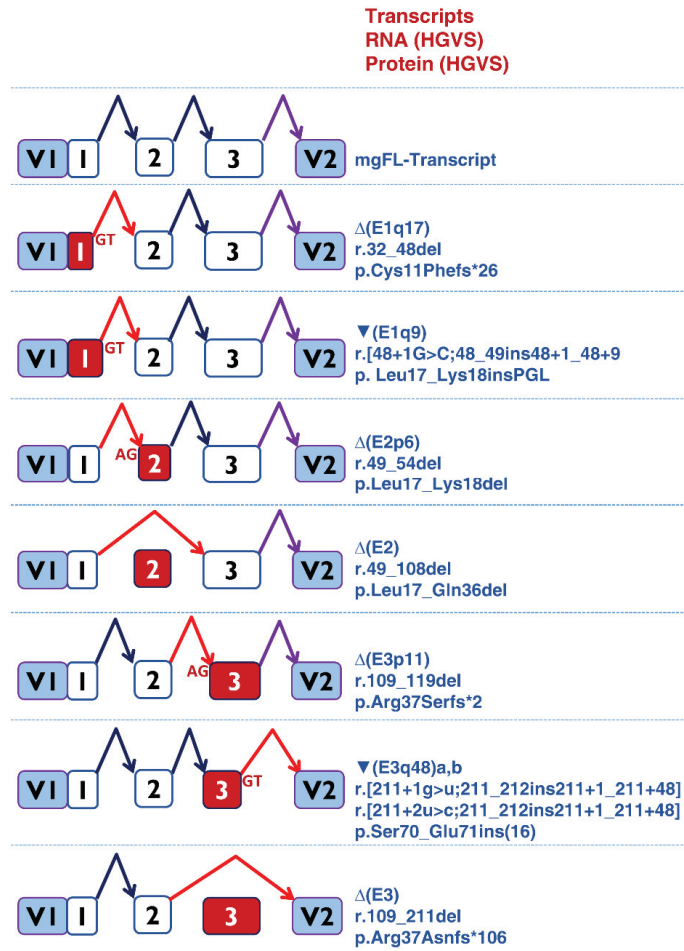 Transcripts
RNA (HGVS)
Protein (HGVS)
V1 1 2 3 V2
mgFL-Transcript
V1 1 GT 2 3 V2
Δ(E1q17)
r.32_48del
p.Cys11Phefs*26
V1 1 GT 2 3 V2
▼(E1q9)
r.[48+1G>C;48_49ins48+1_48+9
p. Leu17_Lys18insPGL
V1 1 AG 2 3 V2
Δ(E2p6)
r.49_54del
p.Leu17_Lys18del
V1 1 2 3 V2
Δ(E2)
r.49_108del
p.Leu17_Gln36del
V1 1 2 AG 3 V2
Δ(E3p11)
r.109_119del
p.Arg37Serfs*2
V1 1 2 3 GT V2
▼(E3q48)a,b
r.[211+1g>u;211_212ins211+1_211+48]
r.[211+2u>c;211_212ins211+1_211+48]
p.Ser70_Glu71ins(16)
V1 1 2 3 V2
Δ(E3)
r.109_211del
p.Arg37Asnfs*106